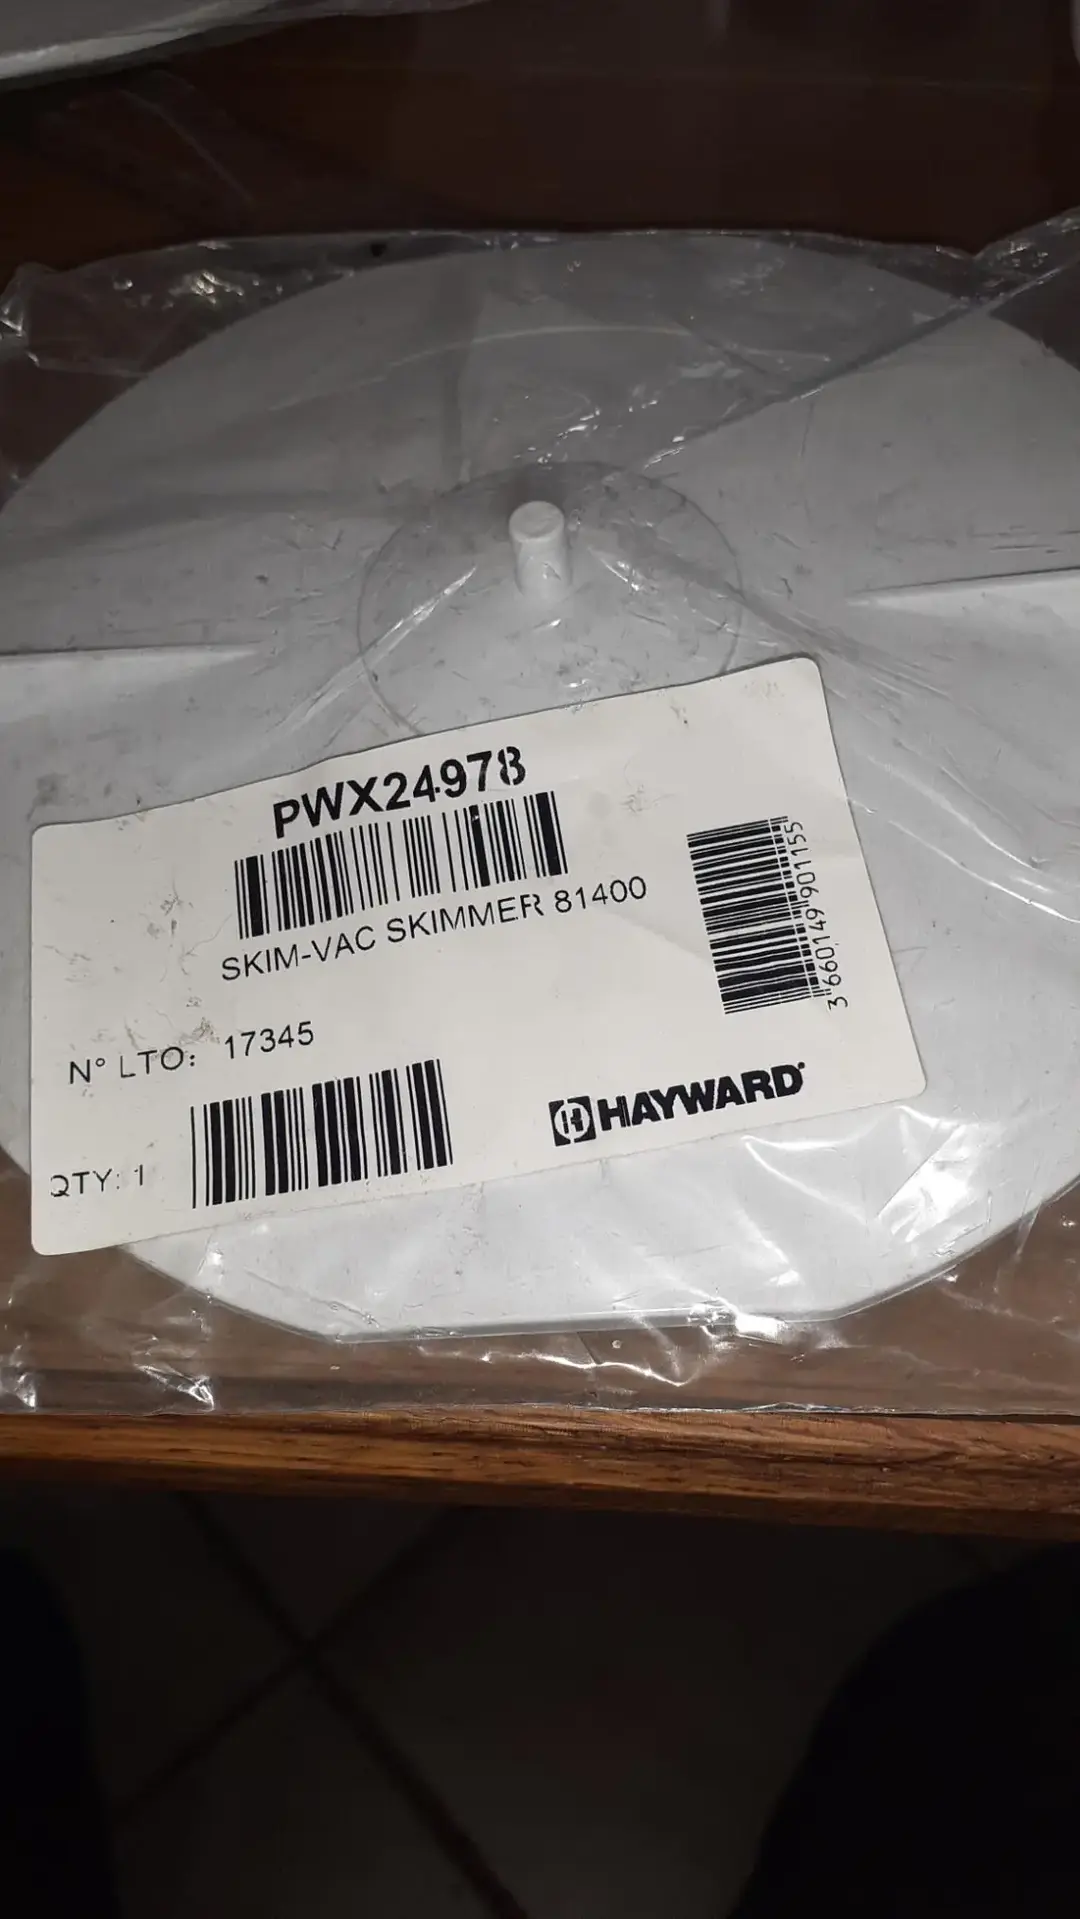 PWX24978
SKIM-VAC SKIMMER 81400
3 660149 901155
N° LTO: 17345
QTY: 1
HAYWARD